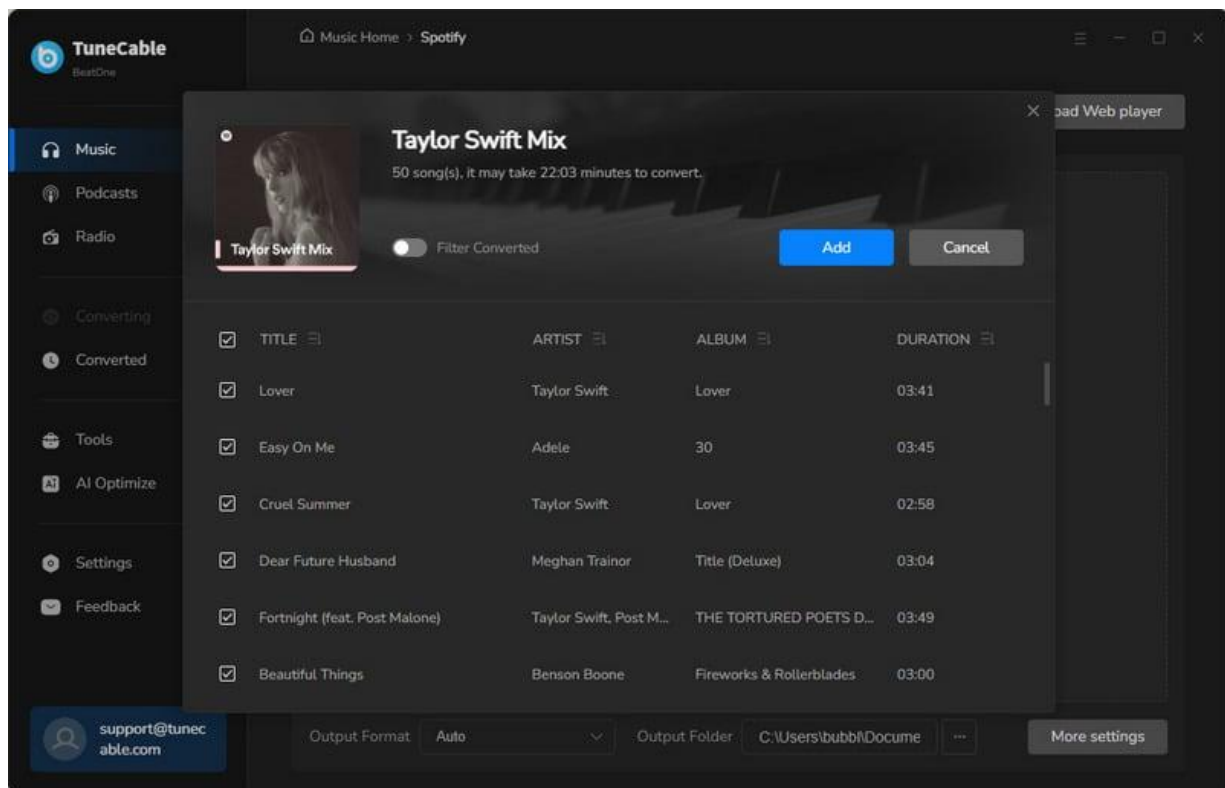 TuneCable
BeatOne
Music Home > Spotify
Music
Podcasts
Radio
Converting
Converted
Tools
AI Optimize
Settings
Feedback
support@tunec
able.com
Web player
Taylor Swift Mix
50 song(s), it may take 22:03 minutes to convert.
Taylor Swift Mix
Filter Converted
Add
Cancel
TITLE ARTIST ALBUM DURATION
Lover Taylor Swift Lover 03:41
Easy On Me Adele 30 03:45
Cruel Summer Taylor Swift Lover 02:58
Dear Future Husband Meghan Trainor Title (Deluxe) 03:04
Fortnight (feat. Post Malone) Taylor Swift, Post M... THE TORTURED POETS D... 03:49
Beautiful Things Benson Boone Fireworks & Rollerblades 03:00
Output Format Auto Output Folder C:\Users\bubbl\Docume ... More settings